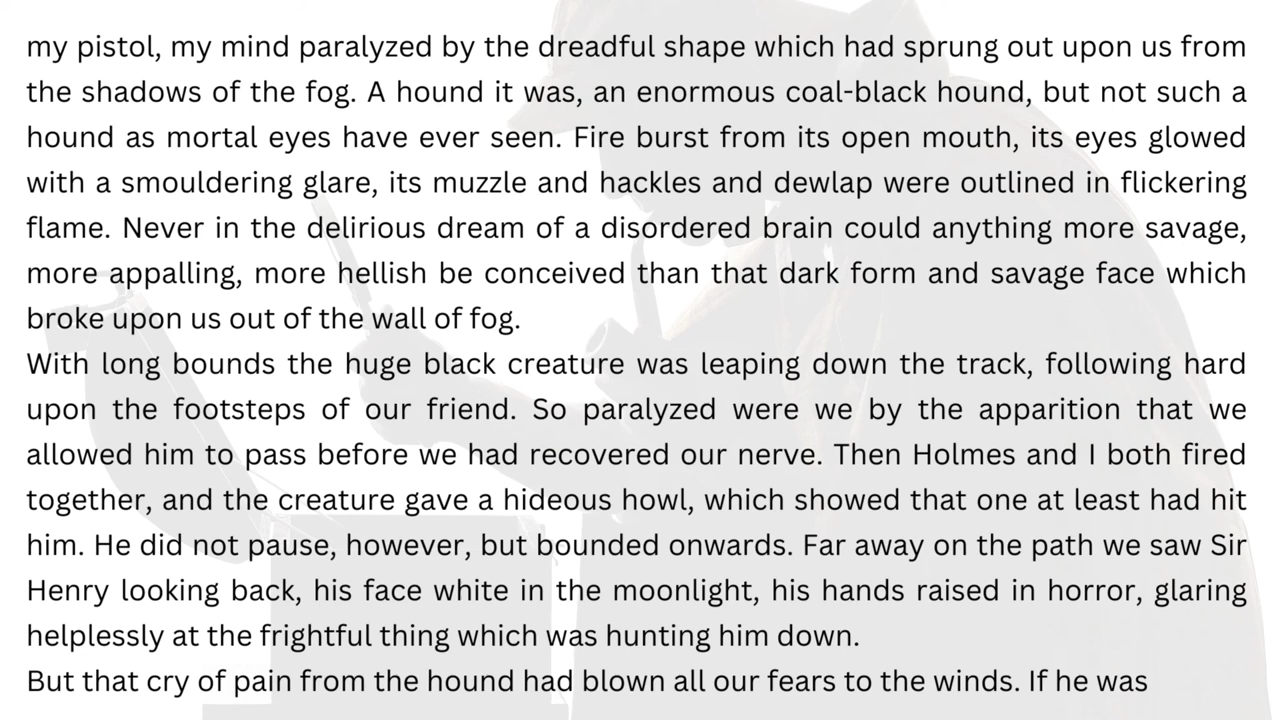 my pistol, my mind paralyzed by the dreadful shape which had sprung out upon us from
the shadows of the fog. A hound it was, an enormous coal-black hound, but not such a
hound as mortal eyes have ever seen. Fire burst from its open mouth, its eyes glowed
with a smouldering glare, its muzzle and hackles and dewlap were outlined in flickering
flame. Never in the delirious dream of a disordered brain could anything more savage,
more appalling, more hellish be conceived than that dark form and savage face which
broke upon us out of the wall of fog.
With long bounds the huge black creature was leaping down the track, following hard
upon the footsteps of our friend. So paralyzed were we by the apparition that we
allowed him to pass before we had recovered our nerve. Then Holmes and I both fired
together, and the creature gave a hideous howl, which showed that one at least had hit
him. He did not pause, however, but bounded onwards. Far away on the path we saw Sir
Henry looking back, his face white in the moonlight, his hands raised in horror, glaring
helplessly at the frightful thing which was hunting him down.
But that cry of pain from the hound had blown all our fears to the winds. If he was